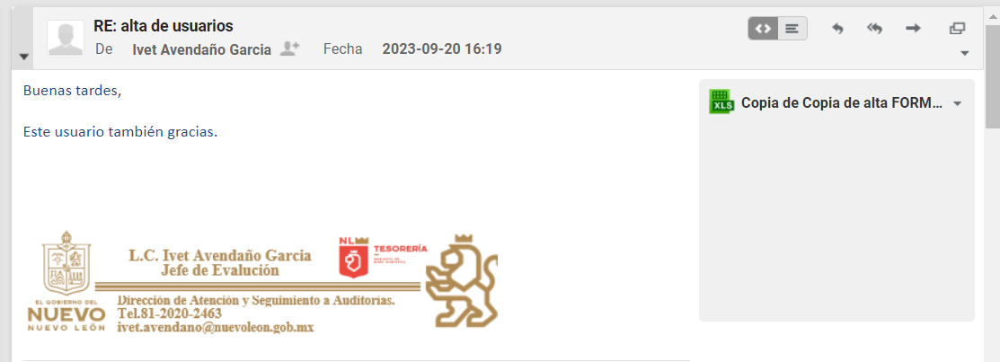 RE: alta de usuarios
De Ivet Avendaño Garcia Fecha 2023-09-20 16:19
Buenas tardes,
Este usuario también gracias.
XLS Copia de Copia de alta FORM...
EL GOBIERNO DEL
NUEVO
NUEVO LEÓN
L.C. Ivet Avendaño Garcia
Jefe de Evalución
NL
TESORERÍA
Dirección de Atención y Seguimiento a Auditorías.
Tel.81-2020-2463
ivet.avendano@nuevoleon.gob.mx